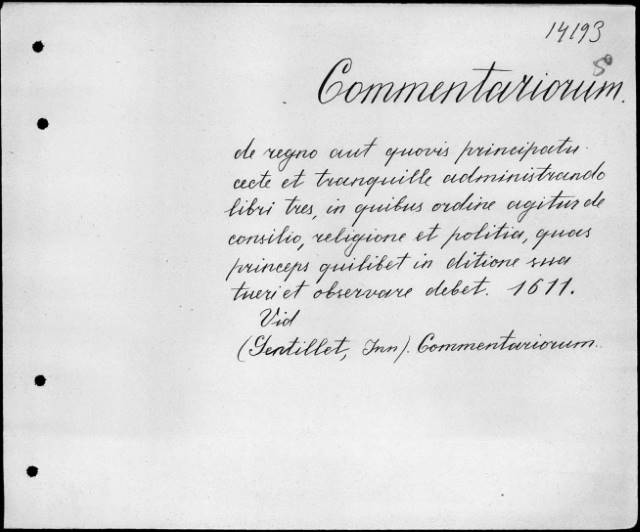 14193
8°
Commentariorum.
de regno aut quovis principatu
recte et tranquille administrando
libri tres, in quibus ordine agitur de
consilio, religione et politia, quas
princeps quilibet in ditione sua
tueri et observare debet. 1611.
Vid
(Gentillet, Inn). Commentariorum.